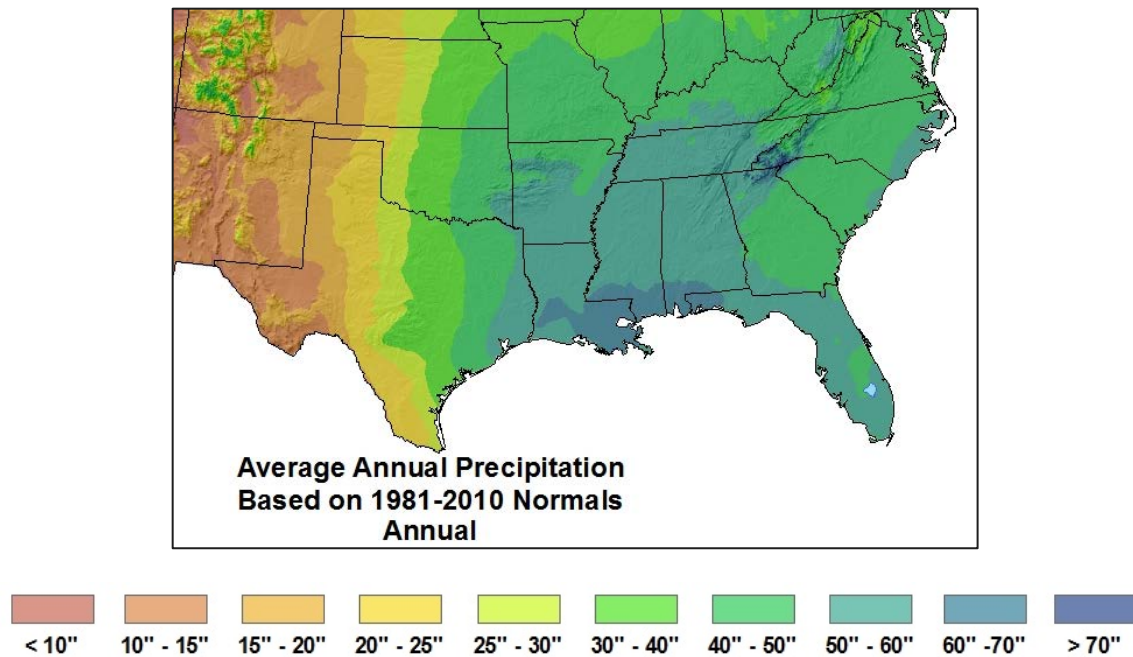 Average Annual Precipitation
Based on 1981-2010 Normals
Annual
< 10" 10" - 15" 15" - 20" 20" - 25" 25" - 30" 30" - 40" 40" - 50" 50" - 60" 60" -70" > 70"